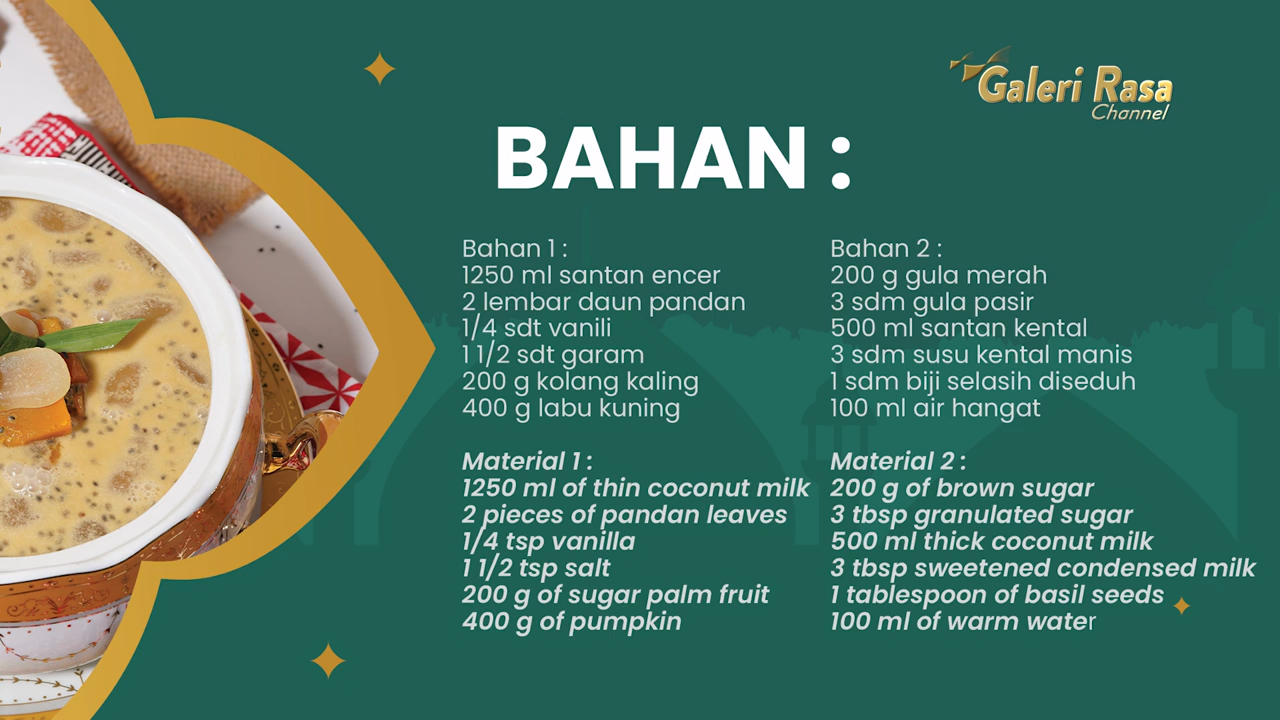 Galeri Rasa
Channel
BAHAN :
Bahan 1 :
1250 ml santan encer
2 lembar daun pandan
1/4 sdt vanili
1 1/2 sdt garam
200 g kolang kaling
400 g labu kuning
Bahan 2 :
200 g gula merah
3 sdm gula pasir
500 ml santan kental
3 sdm susu kental manis
1 sdm biji selasih diseduh
100 ml air hangat
Material 1 :
1250 ml of thin coconut milk
2 pieces of pandan leaves
1/4 tsp vanilla
1 1/2 tsp salt
200 g of sugar palm fruit
400 g of pumpkin
Material 2 :
200 g of brown sugar
3 tbsp granulated sugar
500 ml thick coconut milk
3 tbsp sweetened condensed milk
1 tablespoon of basil seeds
100 ml of warm water